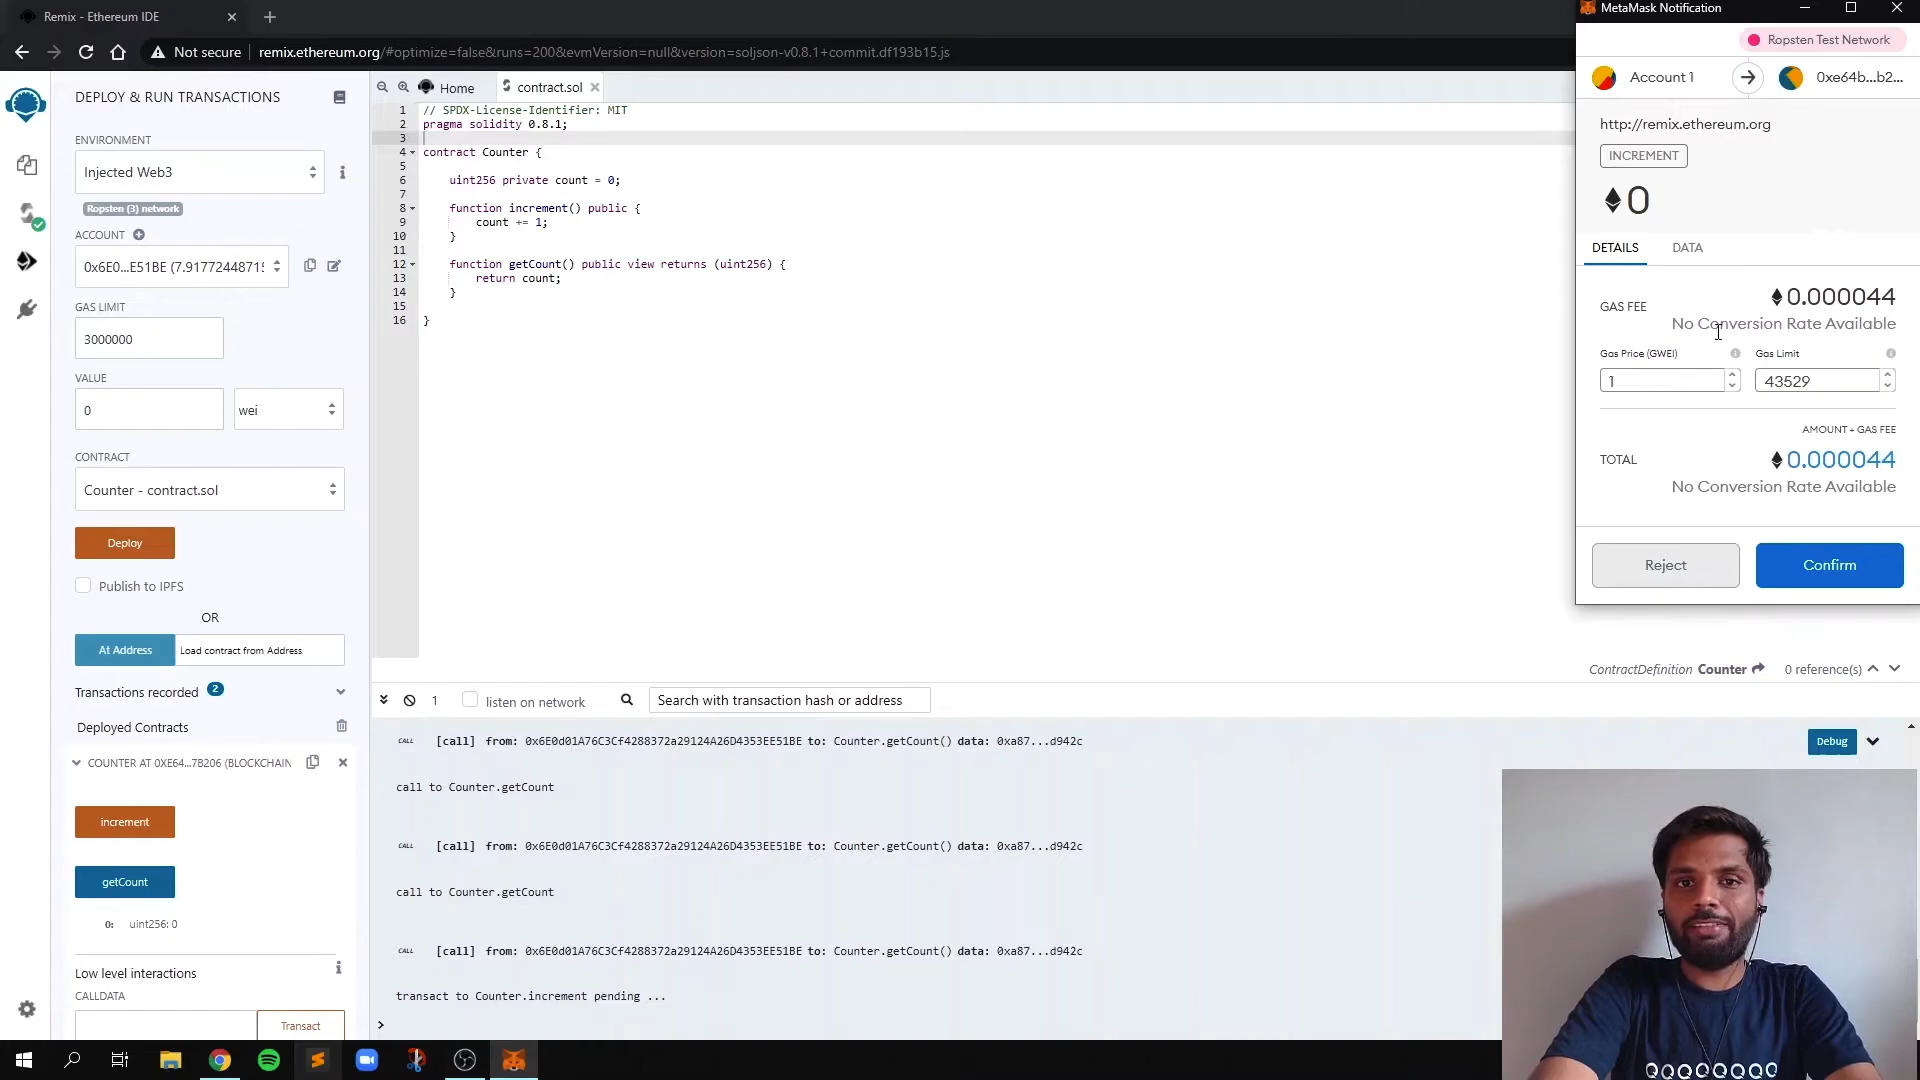 Remix - Ethereum IDE
Not secure
remix.ethereum.org/#optimize=false&runs=200&evmVersion=null&version=soljson-v0.8.1+commit.df193b15.js
DEPLOY & RUN TRANSACTIONS
ENVIRONMENT
Injected Web3
Ropsten (3) network
ACCOUNT
0x6E0...E51BE (7.9177244871
GAS LIMIT
3000000
VALUE
0
wei
CONTRACT
Counter - contract.sol
Deploy
Publish to IPFS
OR
At Address
Load contract from Address
Transactions recorded 2
Deployed Contracts
COUNTER AT 0XE64...7B206 (BLOCKCHAIN
increment
getCount
0: uint256: 0
Low level interactions
CALLDATA
Transact
Home
contract.sol
1 // SPDX-License-Identifier: MIT
2 pragma solidity 0.8.1;
3
4 contract Counter {
5
6 uint256 private count = 0;
7
8 function increment() public {
9 count += 1;
10 }
11
12 function getCount() public view returns (uint256) {
13 return count;
14 }
15
16 }
ContractDefinition Counter 0 reference(s)
1 listen on network
Search with transaction hash or address
CALL [call] from: 0x6E0d01A76C3Cf4288372a29124A26D4353EE51BE to: Counter.getCount() data: 0xa87...d942c
Debug
call to Counter.getCount
CALL [call] from: 0x6E0d01A76C3Cf4288372a29124A26D4353EE51BE to: Counter.getCount() data: 0xa87...d942c
call to Counter.getCount
CALL [call] from: 0x6E0d01A76C3Cf4288372a29124A26D4353EE51BE to: Counter.getCount() data: 0xa87...d942c
transact to Counter.increment pending ...
>
MetaMask Notification
Ropsten Test Network
Account 1
0xe64b...b2...
http://remix.ethereum.org
INCREMENT
0
DETAILS
DATA
GAS FEE
0.000044
No Conversion Rate Available
Gas Price (GWEI)
Gas Limit
1
43529
AMOUNT + GAS FEE
TOTAL
0.000044
No Conversion Rate Available
Reject
Confirm